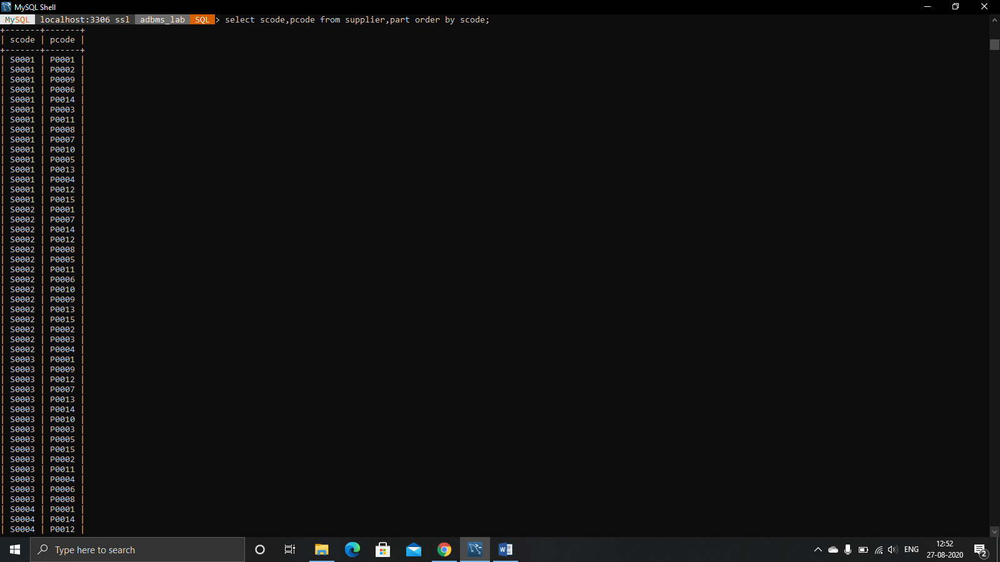 MySQL Shell
MySQL localhost:3306 ssl adbms_lab SQL > select scode,pcode from supplier,part order by scode;
+-------+-------+
| scode | pcode |
+-------+-------+
| S0001 | P0001 |
| S0001 | P0002 |
| S0001 | P0009 |
| S0001 | P0006 |
| S0001 | P0014 |
| S0001 | P0003 |
| S0001 | P0011 |
| S0001 | P0008 |
| S0001 | P0007 |
| S0001 | P0010 |
| S0001 | P0005 |
| S0001 | P0013 |
| S0001 | P0004 |
| S0001 | P0012 |
| S0001 | P0015 |
| S0002 | P0001 |
| S0002 | P0007 |
| S0002 | P0014 |
| S0002 | P0012 |
| S0002 | P0008 |
| S0002 | P0005 |
| S0002 | P0011 |
| S0002 | P0006 |
| S0002 | P0010 |
| S0002 | P0009 |
| S0002 | P0013 |
| S0002 | P0015 |
| S0002 | P0002 |
| S0002 | P0003 |
| S0002 | P0004 |
| S0003 | P0001 |
| S0003 | P0009 |
| S0003 | P0012 |
| S0003 | P0007 |
| S0003 | P0013 |
| S0003 | P0014 |
| S0003 | P0010 |
| S0003 | P0003 |
| S0003 | P0005 |
| S0003 | P0015 |
| S0003 | P0002 |
| S0003 | P0011 |
| S0003 | P0004 |
| S0003 | P0006 |
| S0003 | P0008 |
| S0004 | P0001 |
| S0004 | P0014 |
| S0004 | P0012 |
Type here to search
ENG
12:52
27-08-2020
2